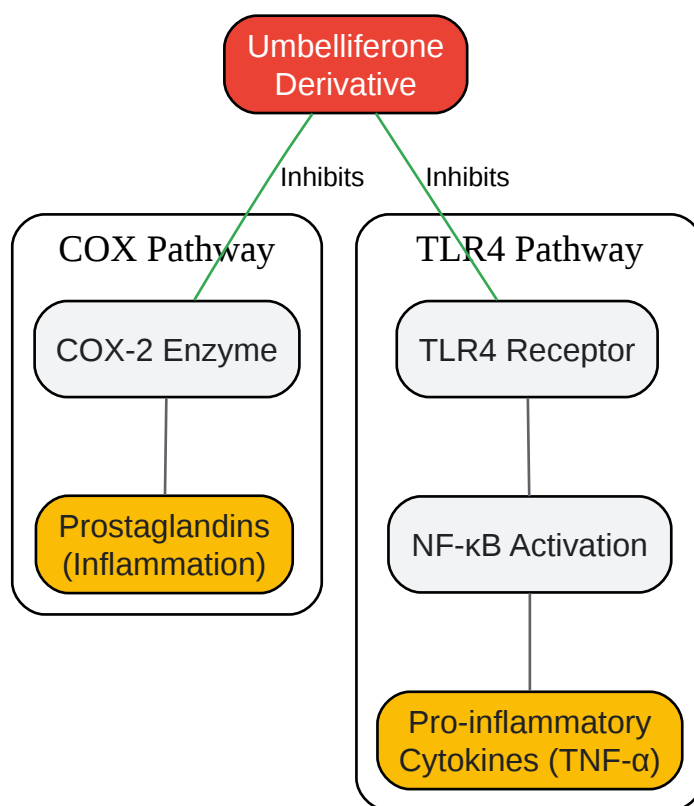 Umbelliferone
Derivative
Inhibits
Inhibits
COX Pathway
COX-2 Enzyme
Prostaglandins
(Inflammation)
TLR4 Pathway
TLR4 Receptor
NF-κB Activation
Pro-inflammatory
Cytokines (TNF-α)